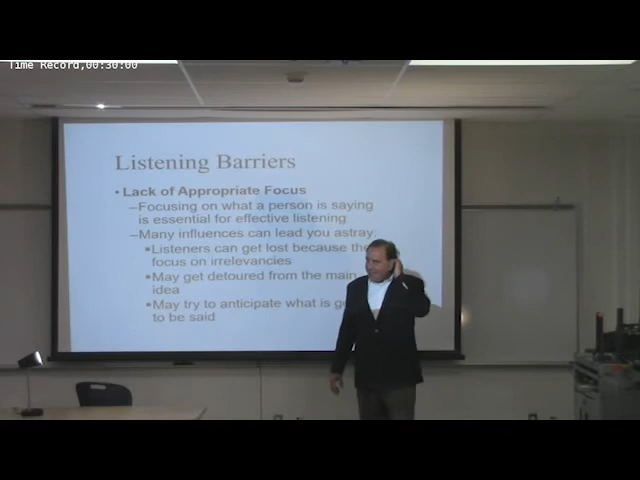 Time Record,00:30:00
Listening Barriers
• Lack of Appropriate Focus
–Focusing on what a person is saying
is essential for effective listening
–Many influences can lead you astray.
▪Listeners can get lost because
focus on irrelevancies
▪May get detoured from the main
idea
▪May try to anticipate what is
to be said